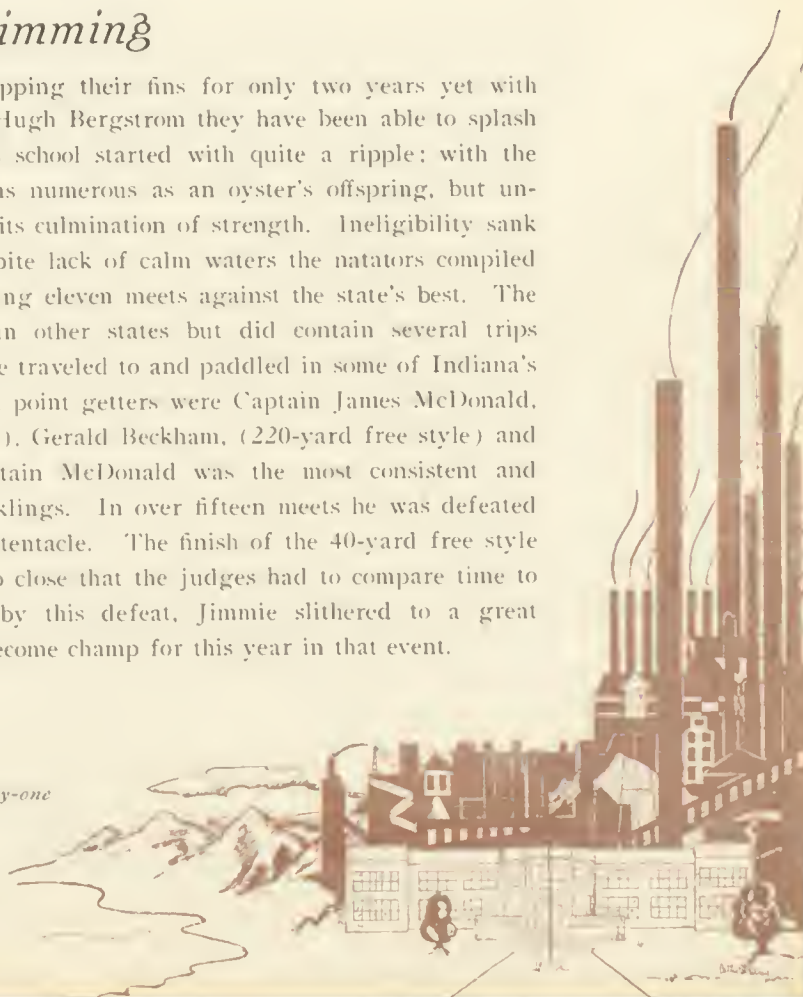 imming
pping their fins for only two years yet with
Hugh Bergstrom they have been able to splash
school started with quite a ripple; with the
as numerous as an oyster's offspring, but un-
its culmination of strength. Ineligibility sank
pite lack of calm waters the natators compiled
ng eleven meets against the state's best. The
in other states but did contain several trips
e traveled to and paddled in some of Indiana's
point getters were Captain James McDonald,
). Gerald Beckham, (220-yard free style) and
tain McDonald was the most consistent and
klings. In over fifteen meets he was defeated
tentacle. The finish of the 40-yard free style
o close that the judges had to compare time to
by this defeat, Jimmie slithered to a great
ecome champ for this year in that event.
y-one